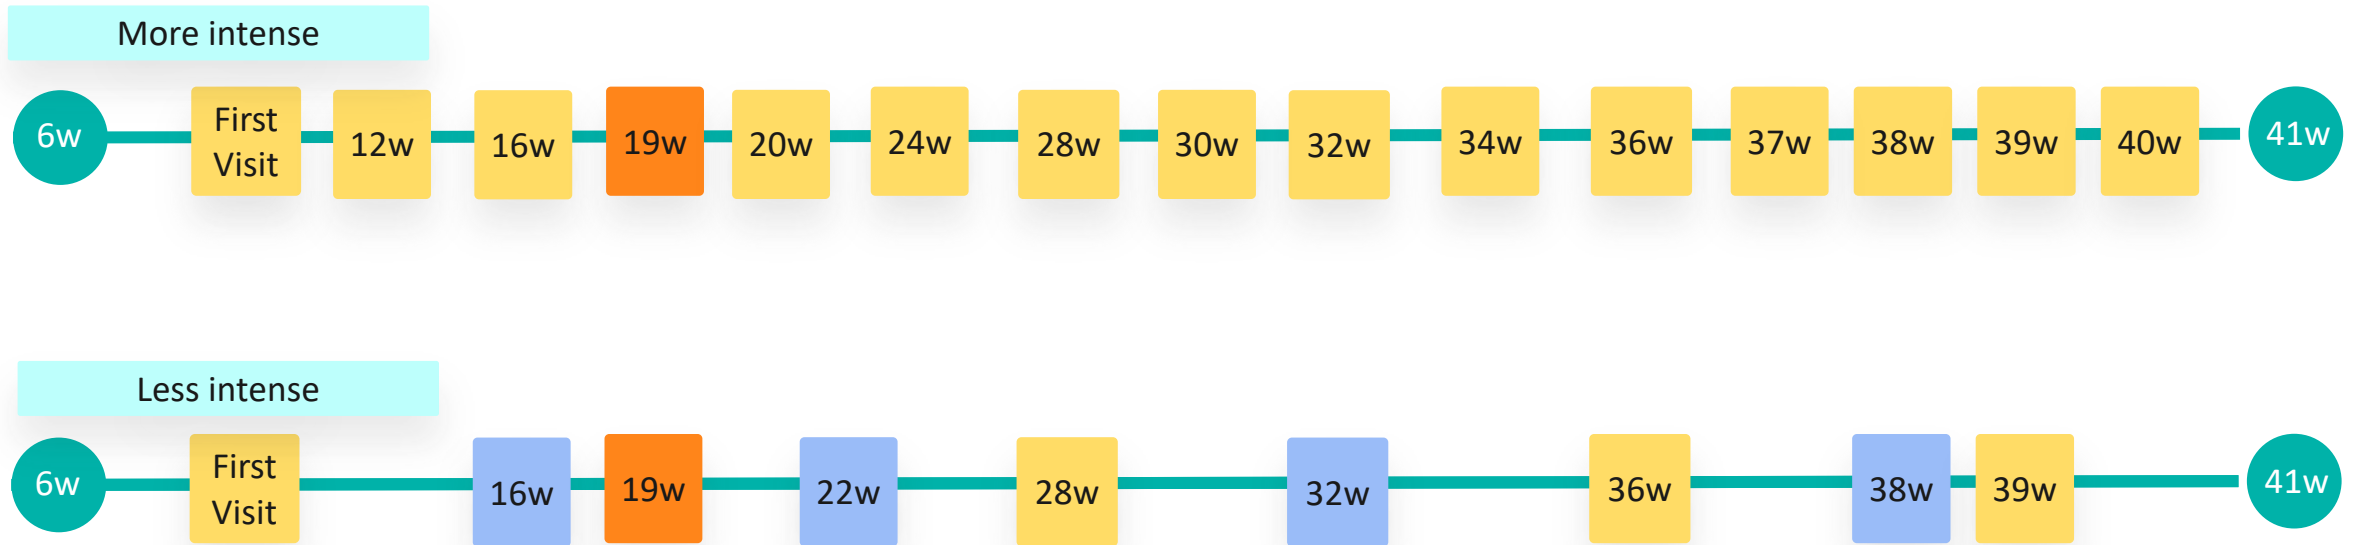 More intense
6w
First
Visit
12w
16w
19w
20w
24w
28w
30w
32w
34w
36w
37w
38w
39w
40w
41w
Less intense
6w
First
Visit
16w
19w
22w
28w
32w
36w
38w
39w
41w